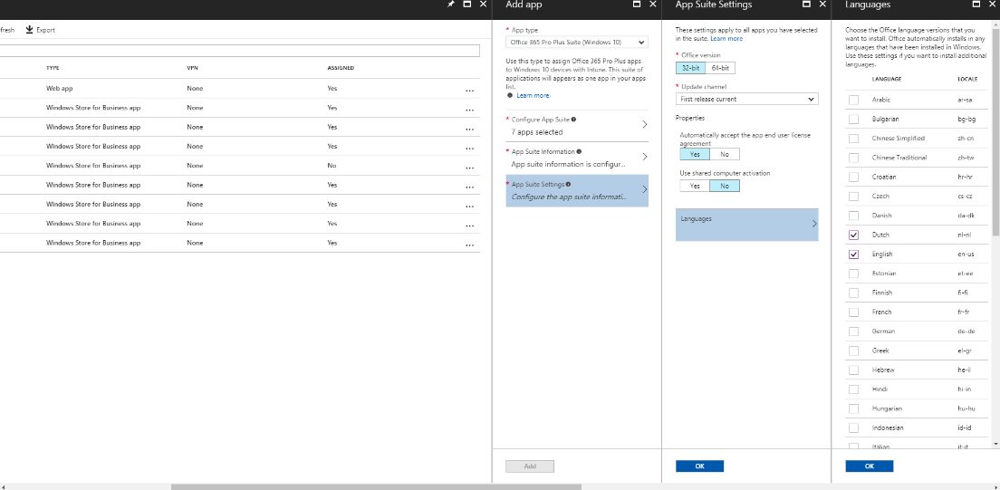 fresh
Export
TYPE VPN ASSIGNED
Web app None Yes ...
Windows Store for Business app None Yes ...
Windows Store for Business app None Yes ...
Windows Store for Business app None Yes ...
Windows Store for Business app None No ...
Windows Store for Business app None Yes ...
Windows Store for Business app None Yes ...
Windows Store for Business app None Yes ...
Windows Store for Business app None Yes ...
Add app
* App type
Office 365 Pro Plus Suite (Windows 10)
Use this type to assign Office 365 Pro Plus apps
to Windows 10 devices with Intune. This suite of
applications will appears as one app in your apps
list.
Learn more.
* Configure App Suite
7 apps selected
* App Suite Information
App suite information is configur...
* App Suite Settings
Configure the app suite informati...
Add
App Suite Settings
These settings apply to all apps you have selected
in the suite. Learn more
* Office version
32-bit 64-bit
* Update channel
First release current
Properties
Automatically accept the app end user license
agreement
Yes No
Use shared computer activation
Yes No
Languages
OK
Languages
Choose the Office language versions that you
want to install. Office automatically installs in any
languages that have been installed in Windows.
Use these settings if you want to install additional
languages.
LANGUAGE LOCALE
Arabic ar-sa
Bulgarian bg-bg
Chinese Simplified zh-cn
Chinese Traditional zh-tw
Croatian hr-hr
Czech cs-cz
Danish da-dk
Dutch nl-nl
English en-us
Estonian et-ee
Finnish fi-fi
French fr-fr
German de-de
Greek el-gr
Hebrew he-il
Hindi hi-in
Hungarian hu-hu
Indonesian id-id
Italian it-it
OK